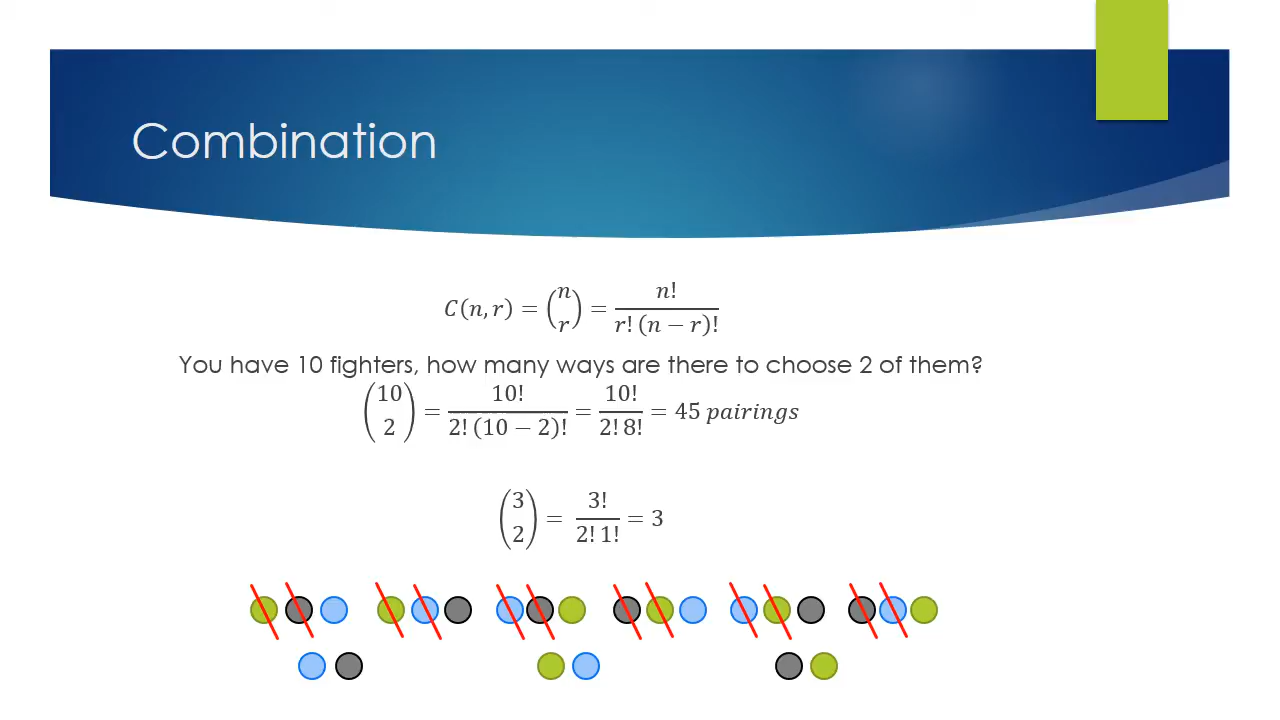 Combination
C(n, r) = (n r) = n! / r! (n − r)!
You have 10 fighters, how many ways are there to choose 2 of them?
(10 2) = 10! / 2! (10 − 2)! = 10! / 2! 8! = 45 pairings
(3 2) = 3! / 2! 1! = 3